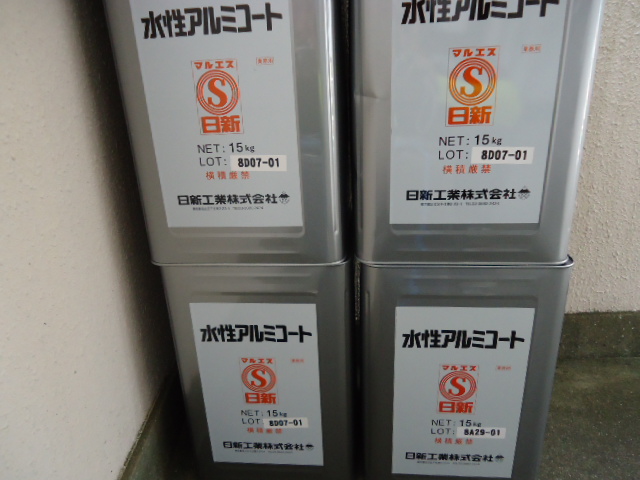 水性アルミコート
マルエス
S
日新
NET: 15kg
LOT: 8D07-01
横積厳禁
日新工業株式会社
水性アルミコート
マルエス
S
日新
NET: 15kg
LOT: 8D07-01
横積厳禁
日新工業株式会社
水性アルミコート
マルエス
S
日新
NET: 15kg
LOT: 8D07-01
横積厳禁
日新工業株式会社
水性アルミコート
マルエス
S
日新
NET: 15kg
LOT: 8A29-01
横積厳禁
日新工業株式会社